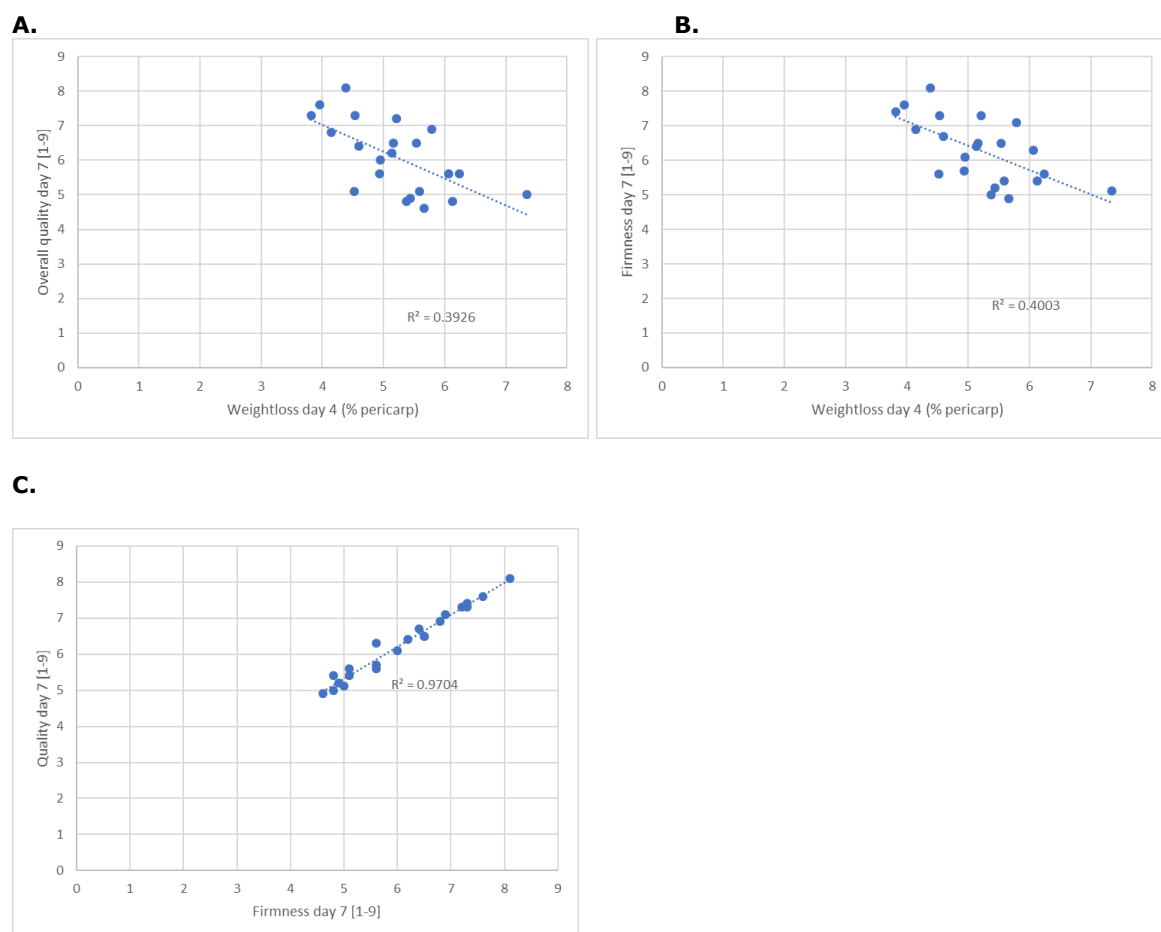 A.
B.
9
8
7
6
5
4
3
2
1
0
Overall quality day 7 [1-9]
R² = 0.3926
0 1 2 3 4 5 6 7 8
Weightloss day 4 (% pericarp)
9
8
7
6
5
4
3
2
1
0
Firmness day 7 [1-9]
R² = 0.4003
0 1 2 3 4 5 6 7 8
Weightloss day 4 (% pericarp)
C.
9
8
7
6
5
4
3
2
1
0
Quality day 7 [1-9]
R² = 0.9704
0 1 2 3 4 5 6 7 8 9
Firmness day 7 [1-9]